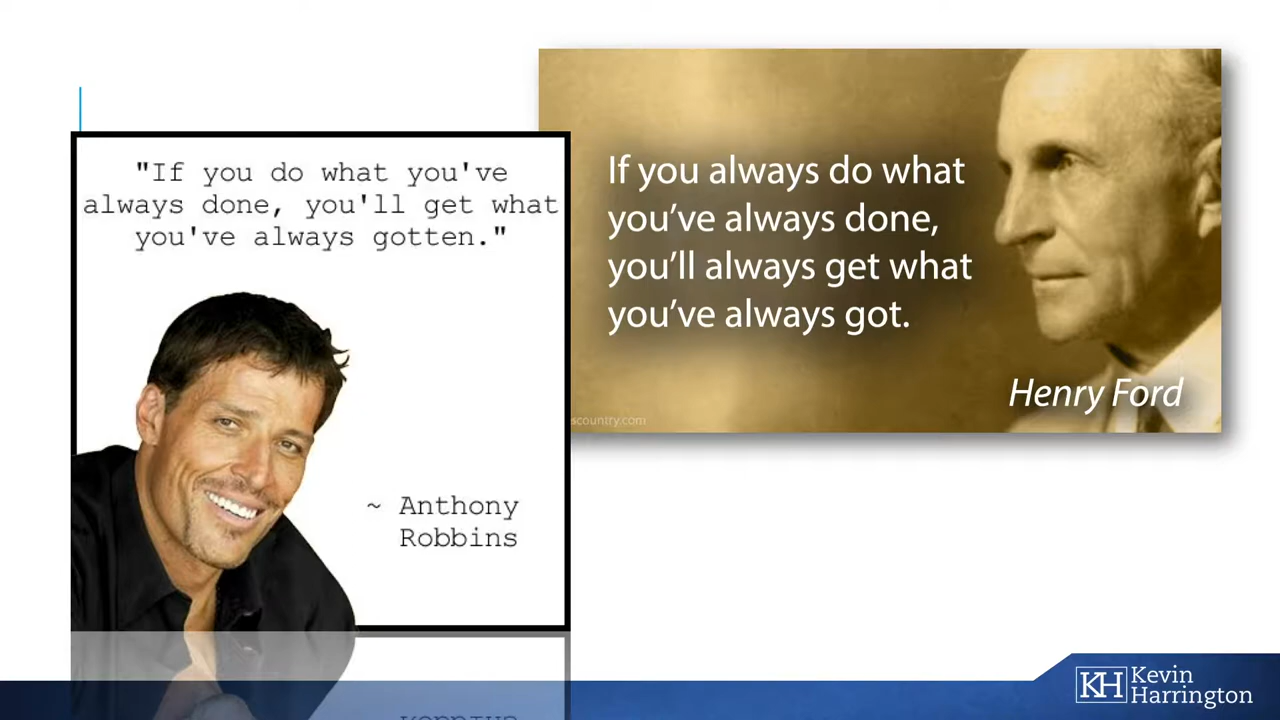 "If you do what you've
always done, you'll get what
you've always gotten."
~ Anthony
Robbins
If you always do what
you’ve always done,
you’ll always get what
you’ve always got.
Henry Ford
scountry.com
KH Kevin
Harrington